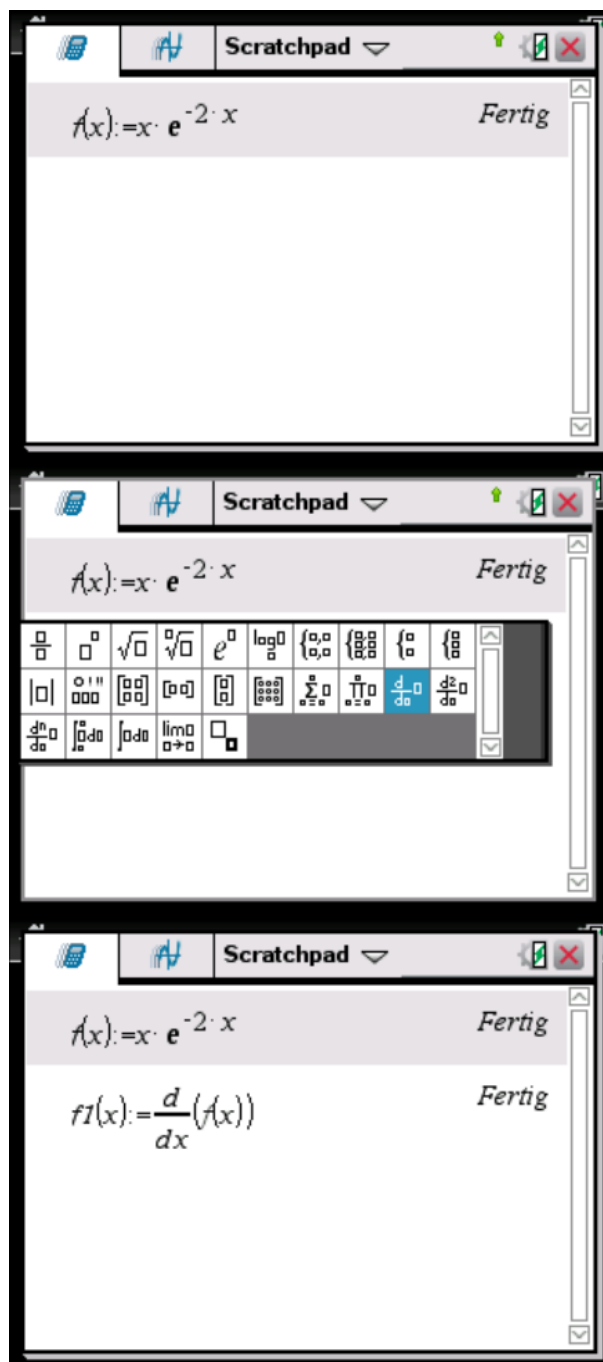 Scratchpad
f(x):=x· e^-2· x Fertig
Scratchpad
f(x):=x· e^-2· x Fertig
Scratchpad
f(x):=x· e^-2· x Fertig
f1(x):=d/dx(f(x)) Fertig